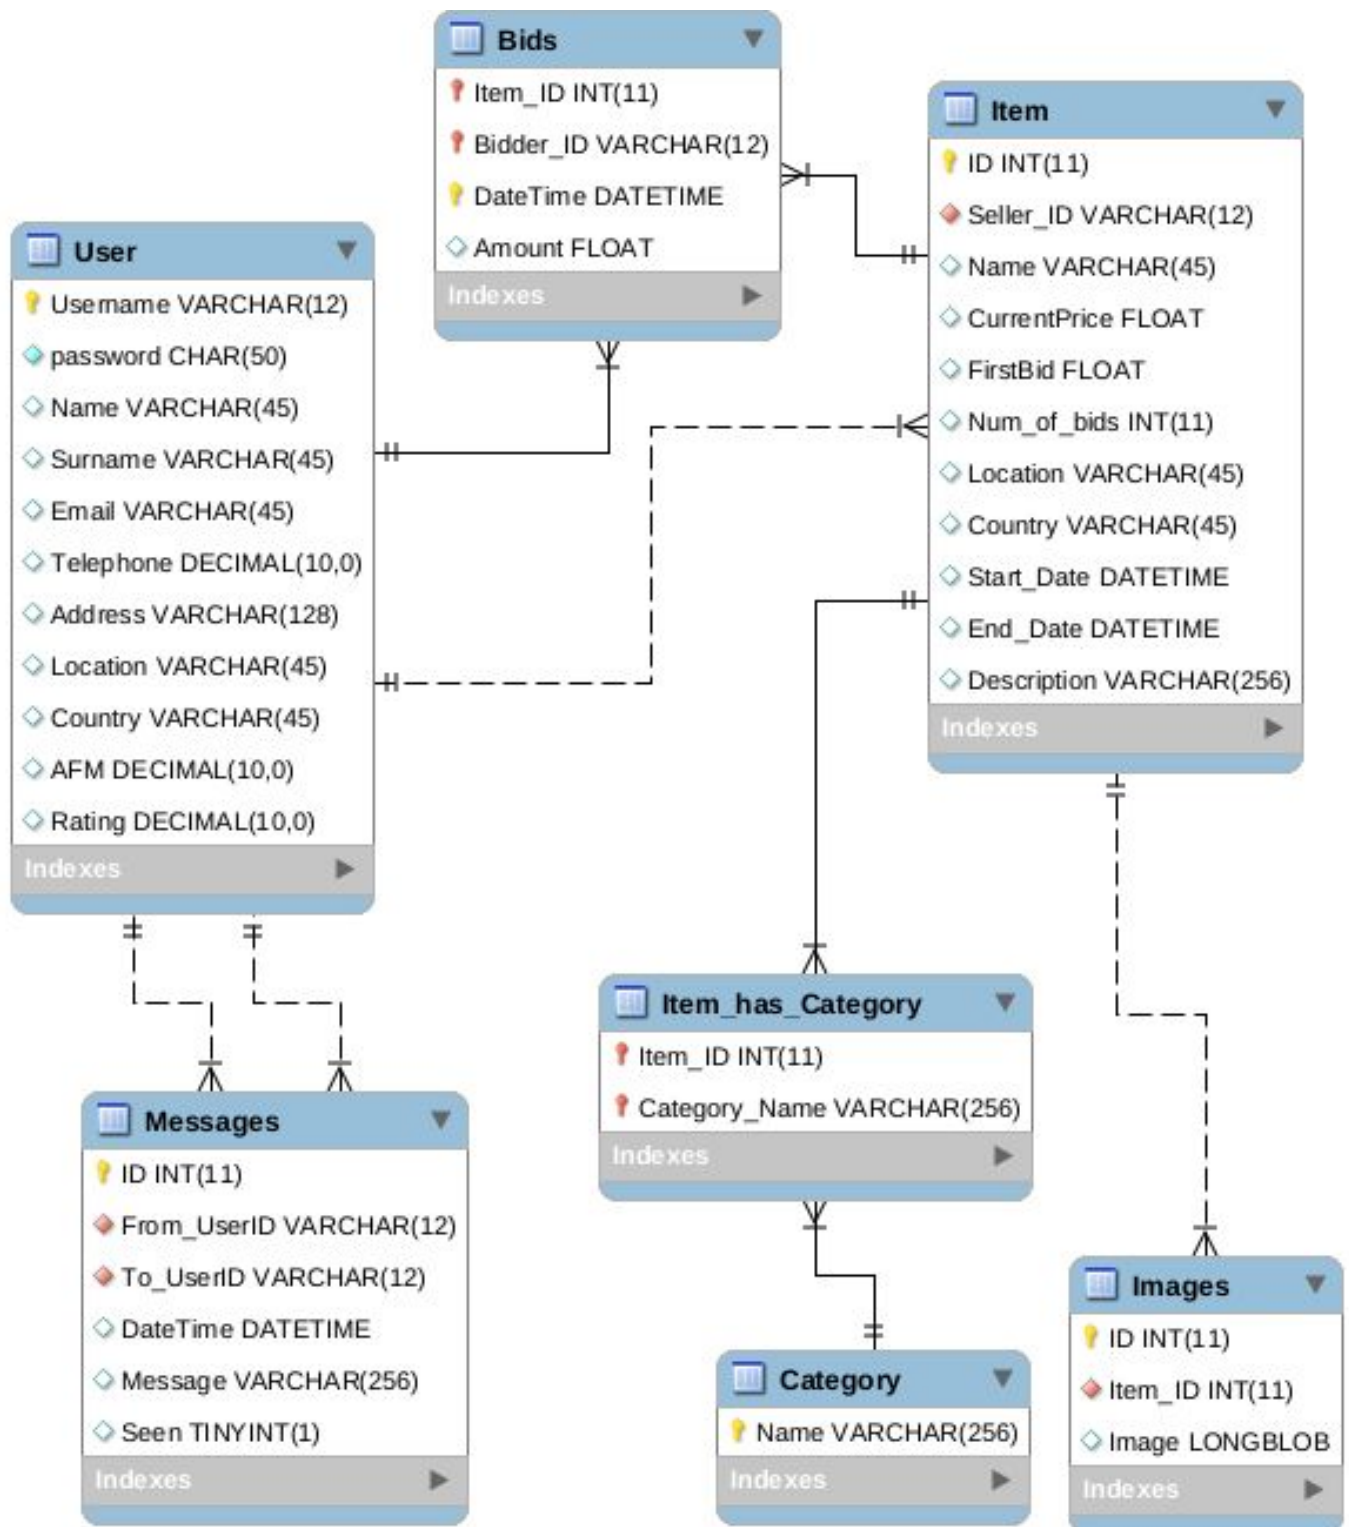 Bids
Item_ID INT(11)
Bidder_ID VARCHAR(12)
DateTime DATETIME
Amount FLOAT
Indexes
Item
ID INT(11)
Seller_ID VARCHAR(12)
Name VARCHAR(45)
CurrentPrice FLOAT
FirstBid FLOAT
Num_of_bids INT(11)
Location VARCHAR(45)
Country VARCHAR(45)
Start_Date DATETIME
End_Date DATETIME
Description VARCHAR(256)
Indexes
User
Username VARCHAR(12)
password CHAR(50)
Name VARCHAR(45)
Surname VARCHAR(45)
Email VARCHAR(45)
Telephone DECIMAL(10,0)
Address VARCHAR(128)
Location VARCHAR(45)
Country VARCHAR(45)
AFM DECIMAL(10,0)
Rating DECIMAL(10,0)
Indexes
Item_has_Category
Item_ID INT(11)
Category_Name VARCHAR(256)
Indexes
Messages
ID INT(11)
From_UserID VARCHAR(12)
To_UserID VARCHAR(12)
DateTime DATETIME
Message VARCHAR(256)
Seen TINYINT(1)
Indexes
Category
Name VARCHAR(256)
Indexes
Images
ID INT(11)
Item_ID INT(11)
Image LONGBLOB
Indexes